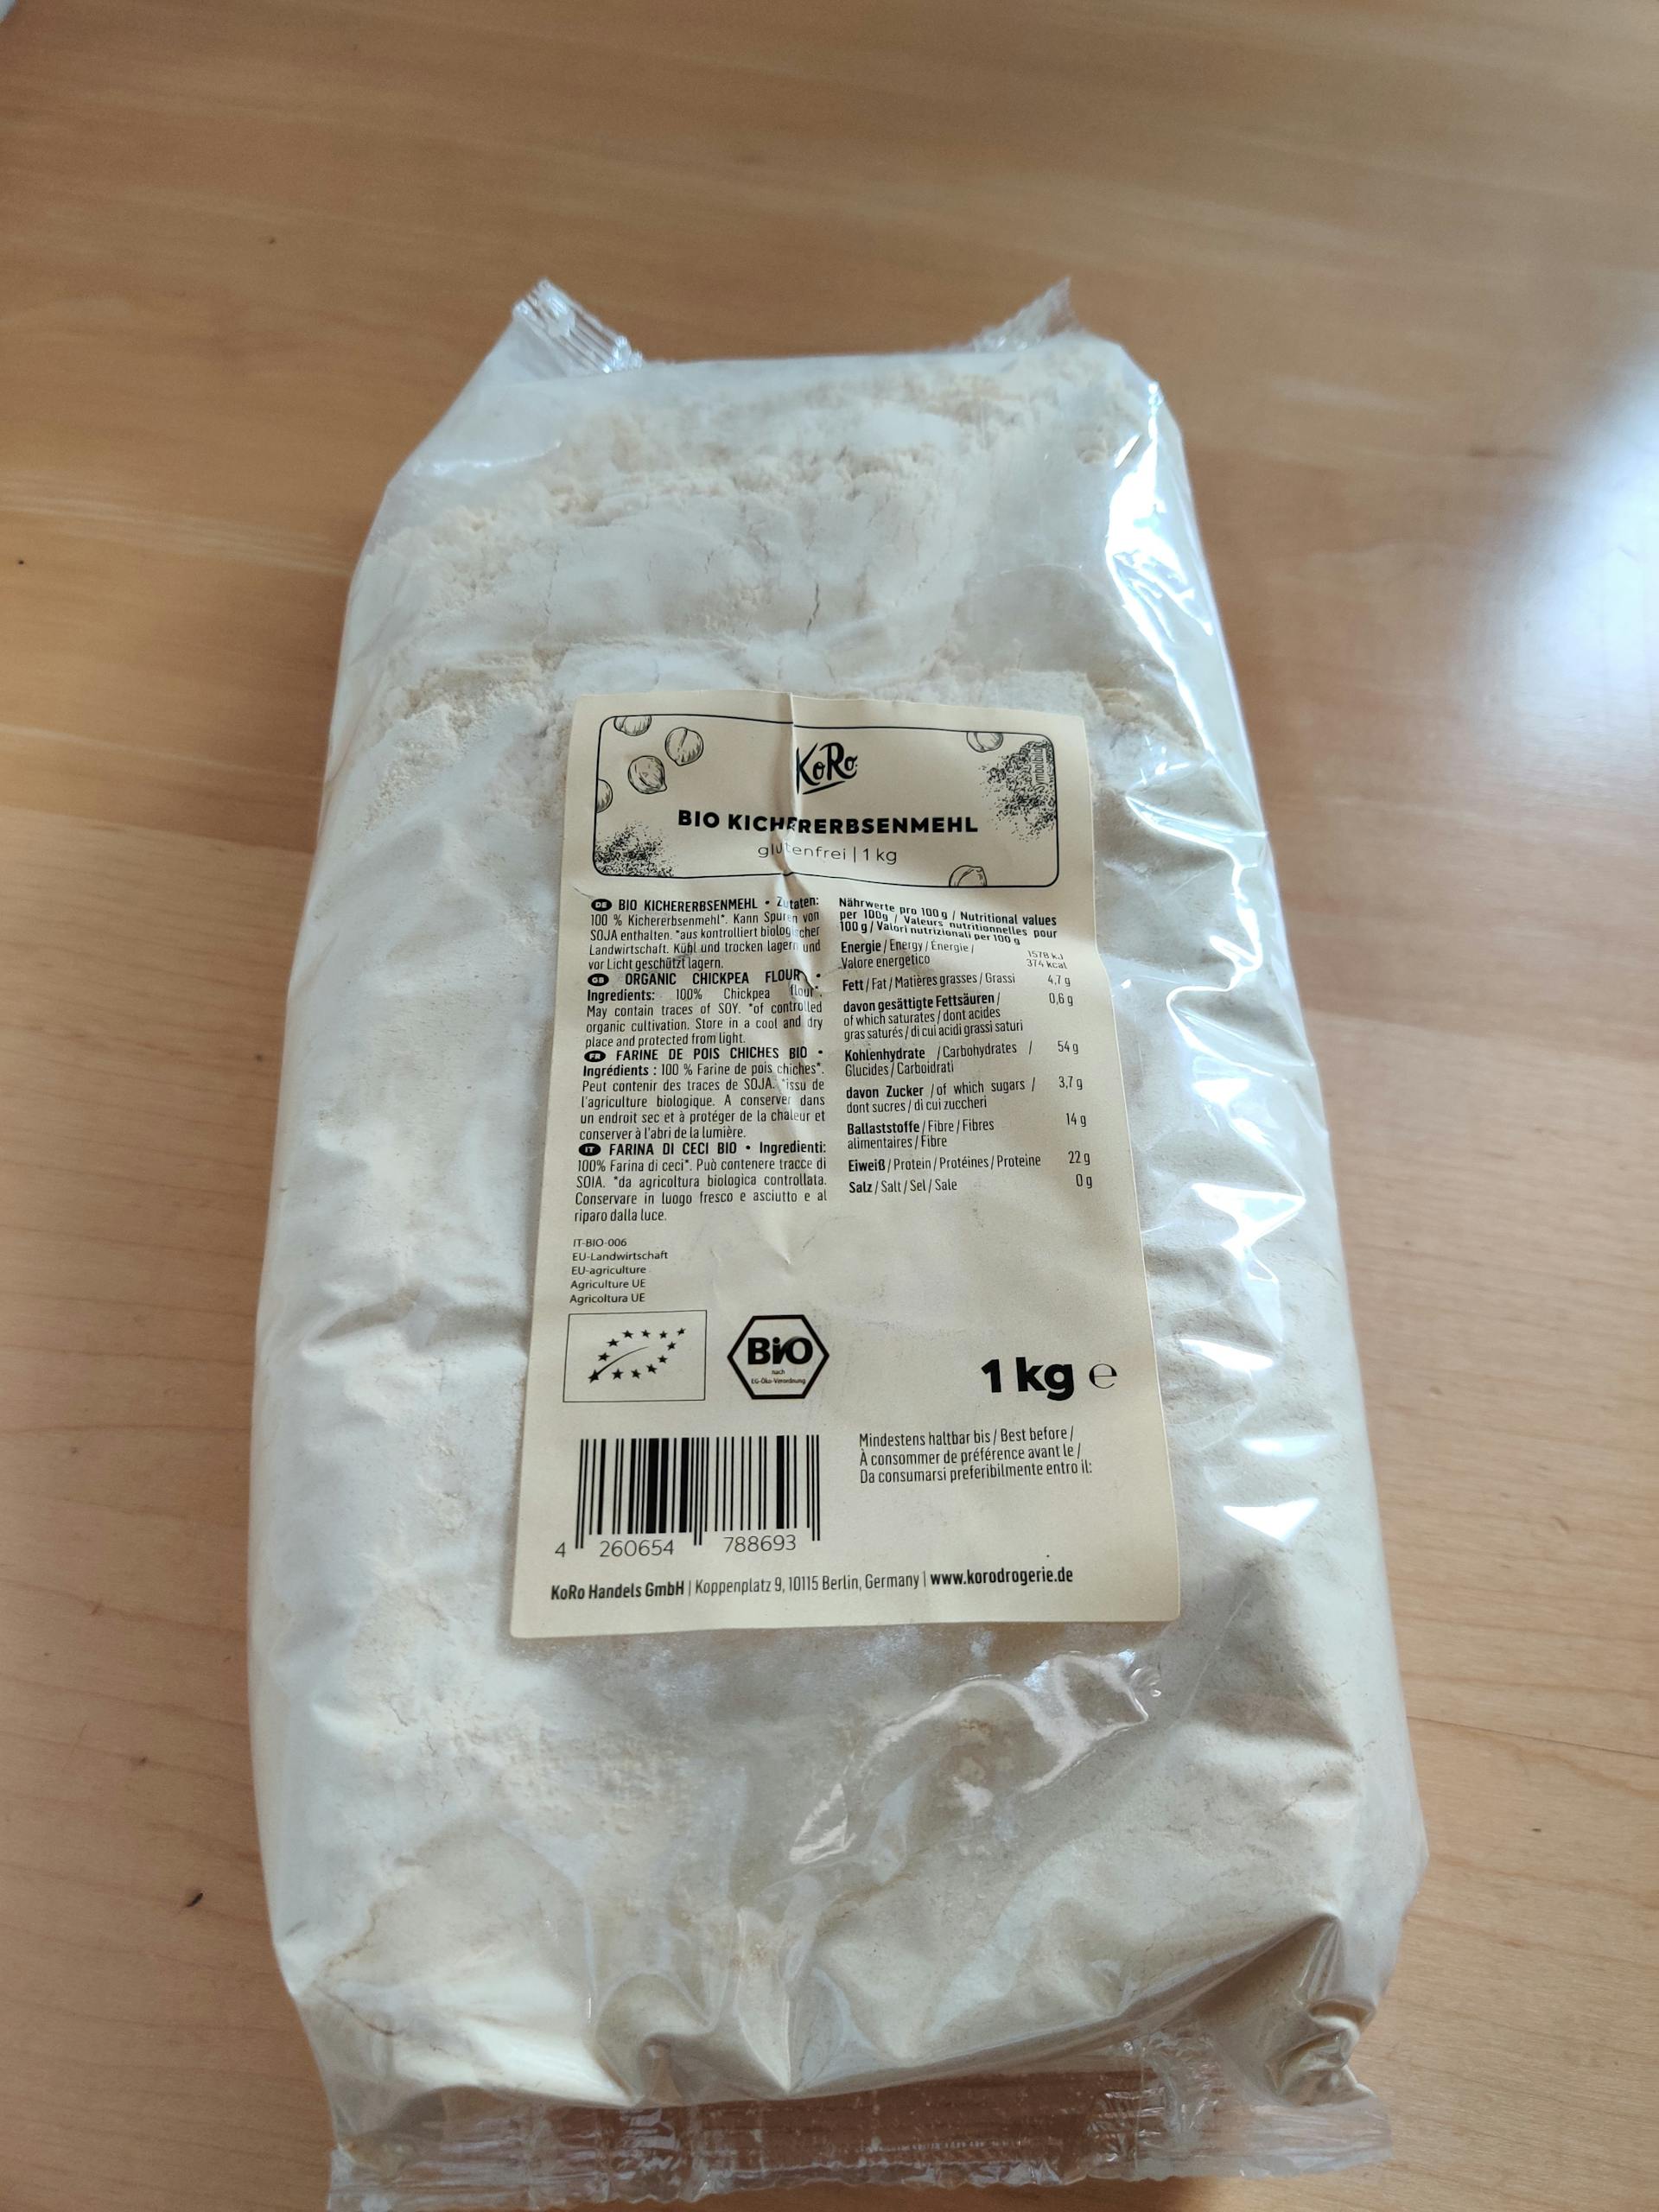 KoRo
Symbolbild
BIO KICHERERBSENMEHL
glutenfrei | 1 kg
DE BIO KICHERERBSENMEHL • Zutaten:
100 % Kichererbsenmehl*. Kann Spuren von
SOJA enthalten. *aus kontrolliert biologischer
Landwirtschaft. Kühl und trocken lagern und
vor Licht geschützt lagern.
GB ORGANIC CHICKPEA FLOUR •
Ingredients: 100% Chickpea flour*.
May contain traces of SOY. *of controlled
organic cultivation. Store in a cool and dry
place and protected from light.
FR FARINE DE POIS CHICHES BIO •
Ingrédients : 100 % Farine de pois chiches*.
Peut contenir des traces de SOJA. *issu de
l'agriculture biologique. A conserver dans
un endroit sec et à protéger de la chaleur et
conserver à l'abri de la lumière.
IT FARINA DI CECI BIO • Ingredienti:
100% Farina di ceci*. Può contenere tracce di
SOIA. *da agricoltura biologica controllata.
Conservare in luogo fresco e asciutto e al
riparo dalla luce.
Nährwerte pro 100 g / Nutritional values
per 100g / Valeurs nutritionnelles pour
100 g / Valori nutrizionali per 100 g
Energie / Energy / Énergie / 1578 kJ
Valore energetico 374 kcal
Fett / Fat / Matières grasses / Grassi 4,7 g
davon gesättigte Fettsäuren / 0,6 g
of which saturates / dont acides
gras saturés / di cui acidi grassi saturi
Kohlenhydrate / Carbohydrates / 54 g
Glucides / Carboidrati
davon Zucker / of which sugars / 3,7 g
dont sucres / di cui zuccheri
Ballaststoffe / Fibre / Fibres 14 g
alimentaires / Fibre
Eiweiß / Protein / Protéines / Proteine 22 g
Salz / Salt / Sel / Sale 0 g
IT-BIO-006
EU-Landwirtschaft
EU-agriculture
Agriculture UE
Agricoltura UE
Bio
nach
EG-Öko-Verordnung
1 kg e
Mindestens haltbar bis / Best before /
À consommer de préférence avant le /
Da consumarsi preferibilmente entro il:
4 260654 788693
KoRo Handels GmbH | Koppenplatz 9, 10115 Berlin, Germany | www.korodrogerie.de